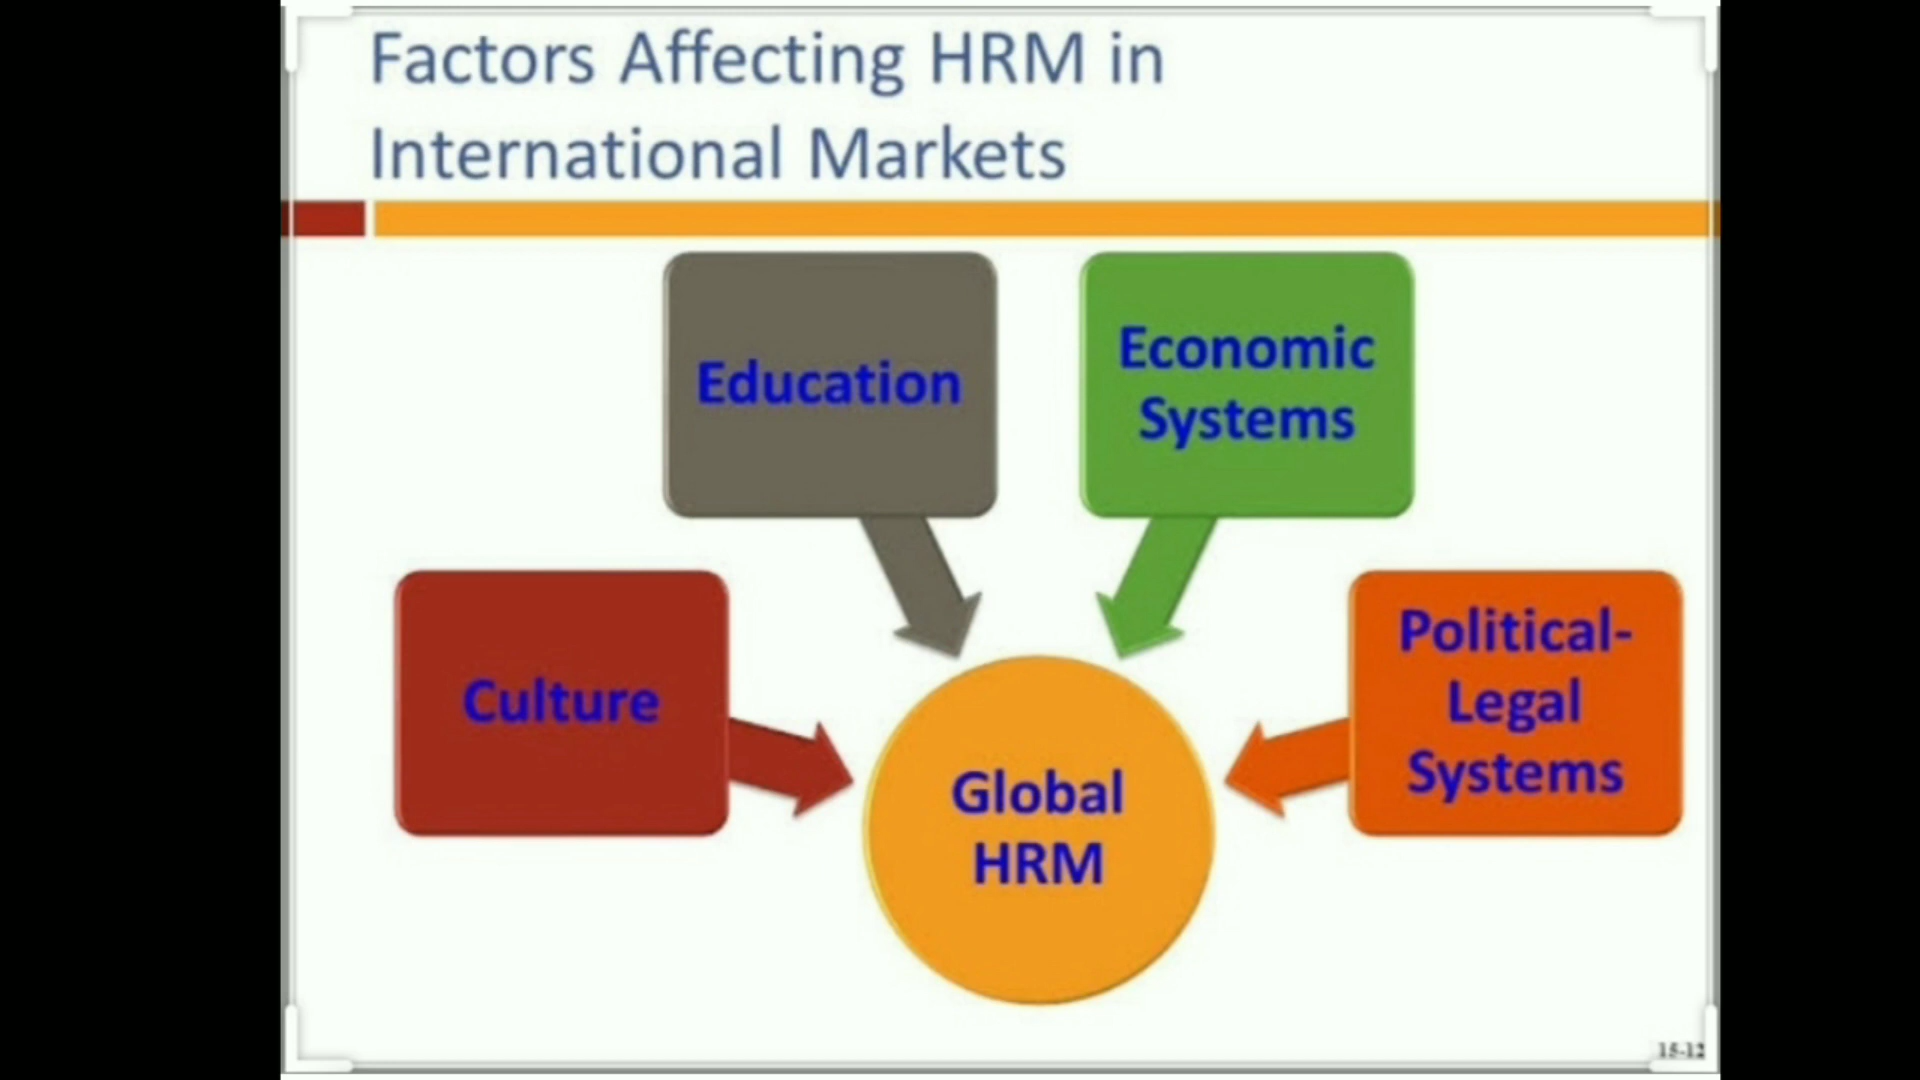 Factors Affecting HRM in
International Markets
Education
Economic
Systems
Culture
Political-
Legal
Systems
Global
HRM
15-12